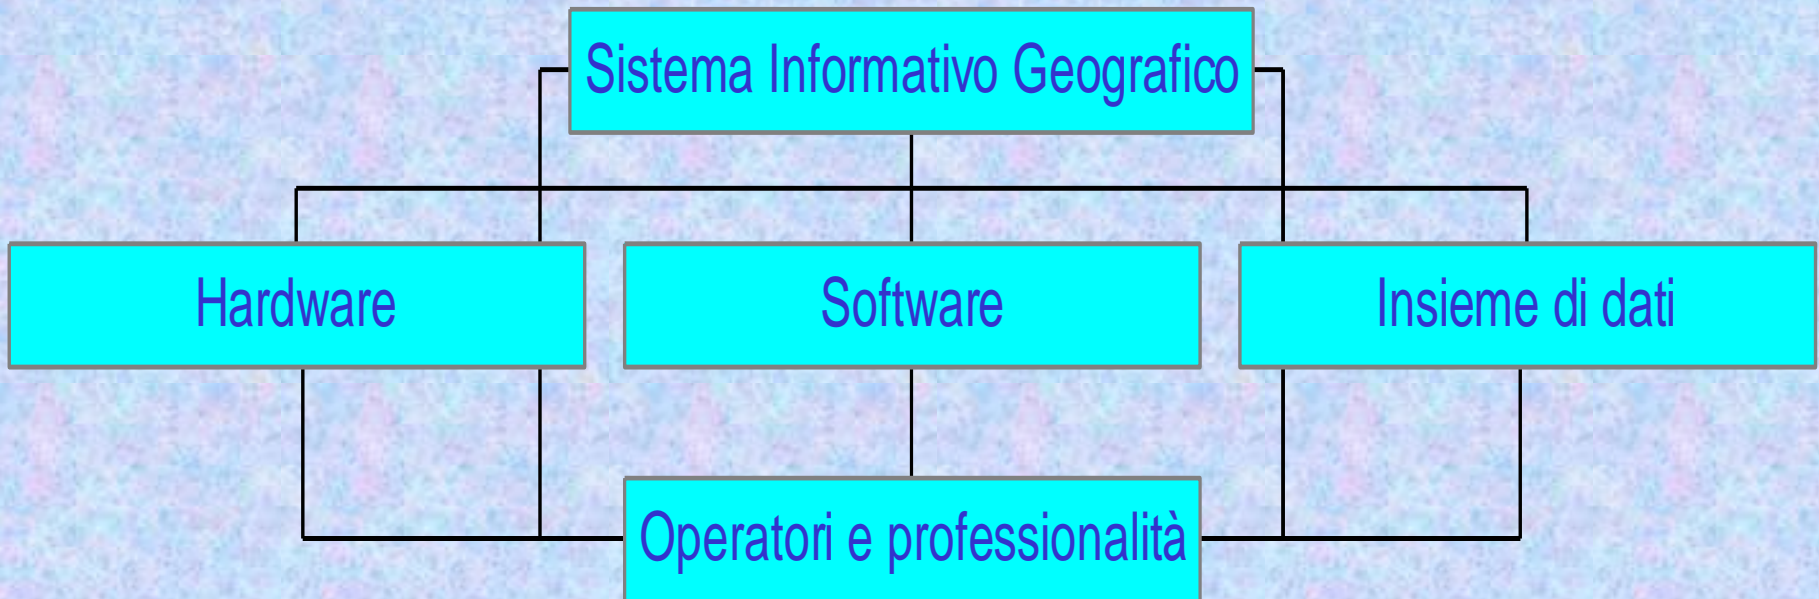 Sistema Informativo Geografico
Hardware
Software
Insieme di dati
Operatori e professionalità